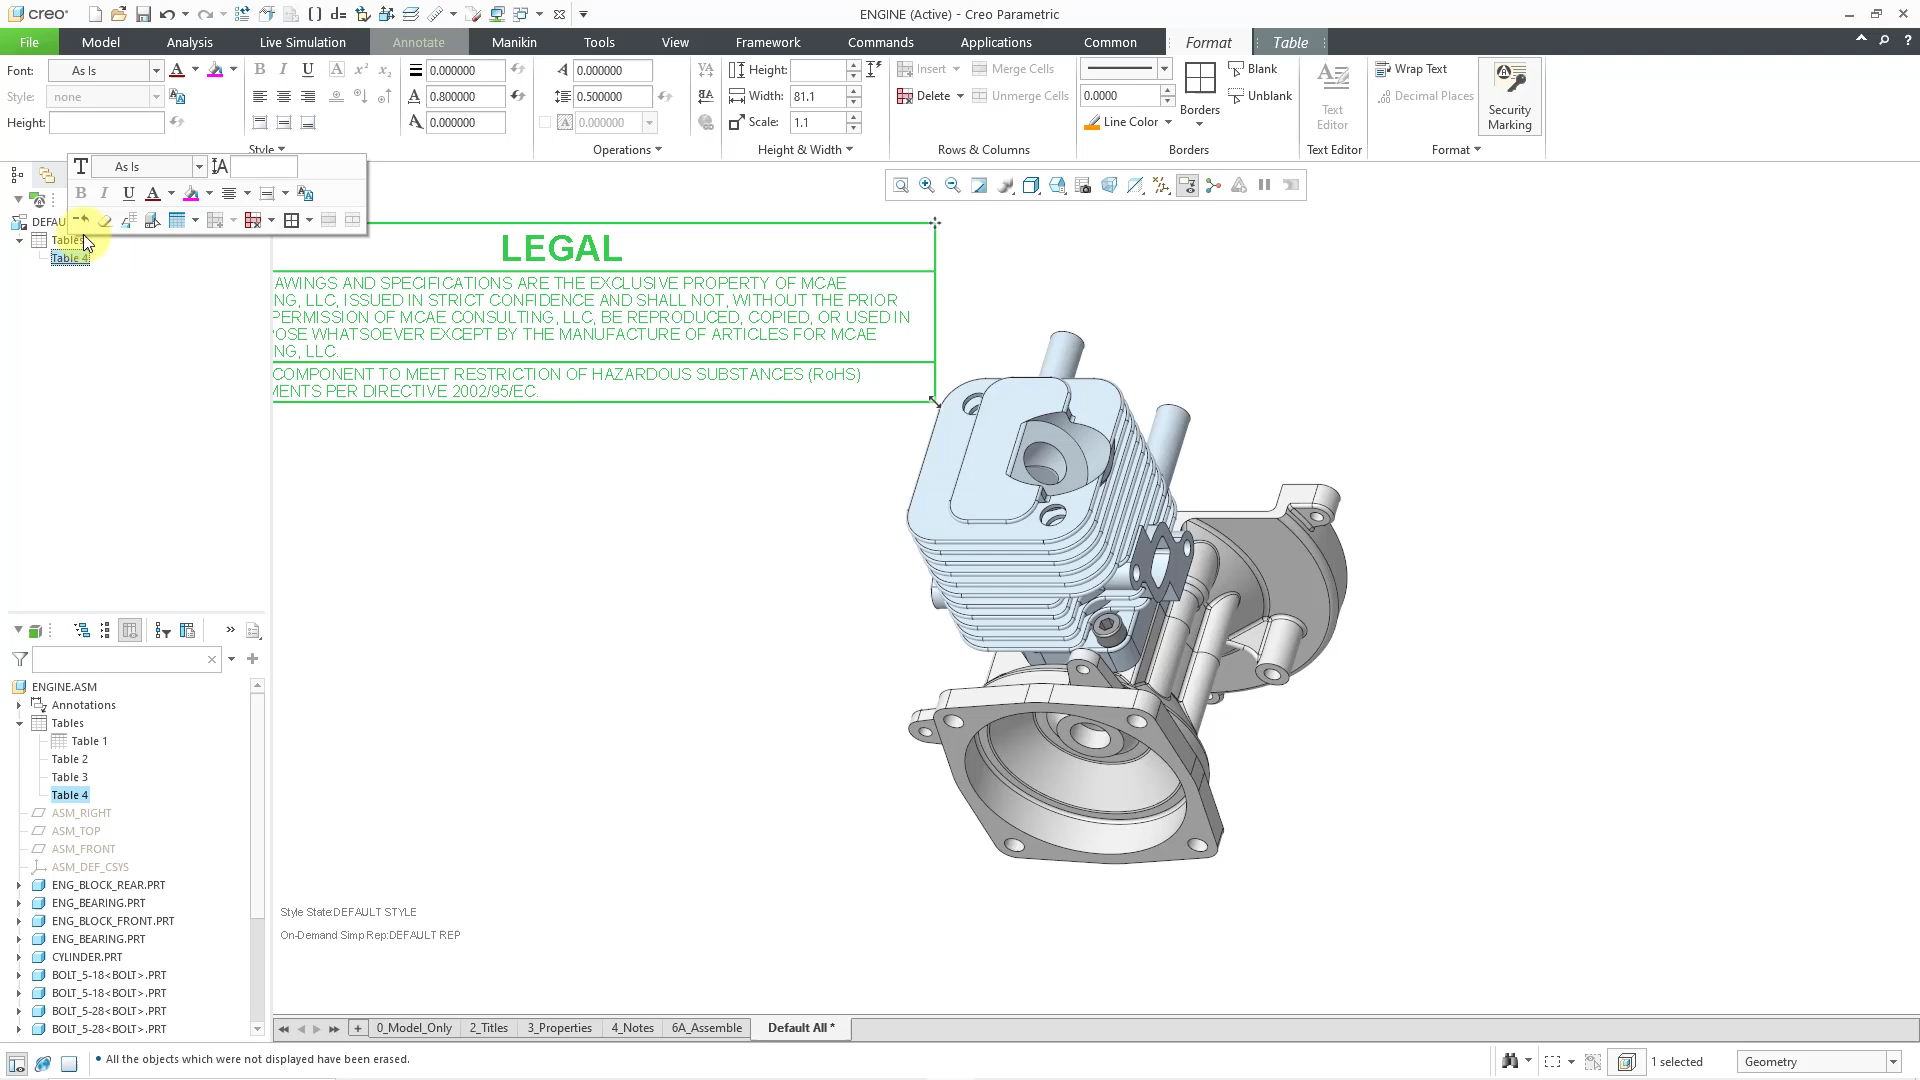 creo
ENGINE (Active) - Creo Parametric
File
Model
Analysis
Live Simulation
Annotate
Manikin
Tools
View
Framework
Commands
Applications
Common
Format
Table
Font: As Is
Style: none
Height:
0.000000
0.800000
0.000000
Style
0.000000
0.500000
0.000000
Operations
Height:
Width: 81.1
Scale: 1.1
Height & Width
Insert
Merge Cells
Delete
Unmerge Cells
Rows & Columns
0.0000
Line Color
Borders
Blank
Unblank
Borders
Text
Editor
Text Editor
Wrap Text
Decimal Places
Format
Security
Marking
As Is
DEFAU
Tables
Table 4
LEGAL
AWINGS AND SPECIFICATIONS ARE THE EXCLUSIVE PROPERTY OF MCAE
NG, LLC, ISSUED IN STRICT CONFIDENCE AND SHALL NOT, WITHOUT THE PRIOR
PERMISSION OF MCAE CONSULTING, LLC, BE REPRODUCED, COPIED, OR USED IN
POSE WHATSOEVER EXCEPT BY THE MANUFACTURE OF ARTICLES FOR MCAE
NG, LLC.
COMPONENT TO MEET RESTRICTION OF HAZARDOUS SUBSTANCES (RoHS)
MENTS PER DIRECTIVE 2002/95/EC.
ENGINE.ASM
Annotations
Tables
Table 1
Table 2
Table 3
Table 4
ASM_RIGHT
ASM_TOP
ASM_FRONT
ASM_DEF_CSYS
ENG_BLOCK_REAR.PRT
ENG_BEARING.PRT
ENG_BLOCK_FRONT.PRT
ENG_BEARING.PRT
CYLINDER.PRT
BOLT_5-18<BOLT>.PRT
BOLT_5-18<BOLT>.PRT
BOLT_5-28<BOLT>.PRT
BOLT_5-28<BOLT>.PRT
Style State:DEFAULT STYLE
On-Demand Simp Rep:DEFAULT REP
0_Model_Only
2_Titles
3_Properties
4_Notes
6A_Assemble
Default All *
• All the objects which were not displayed have been erased.
1 selected
Geometry